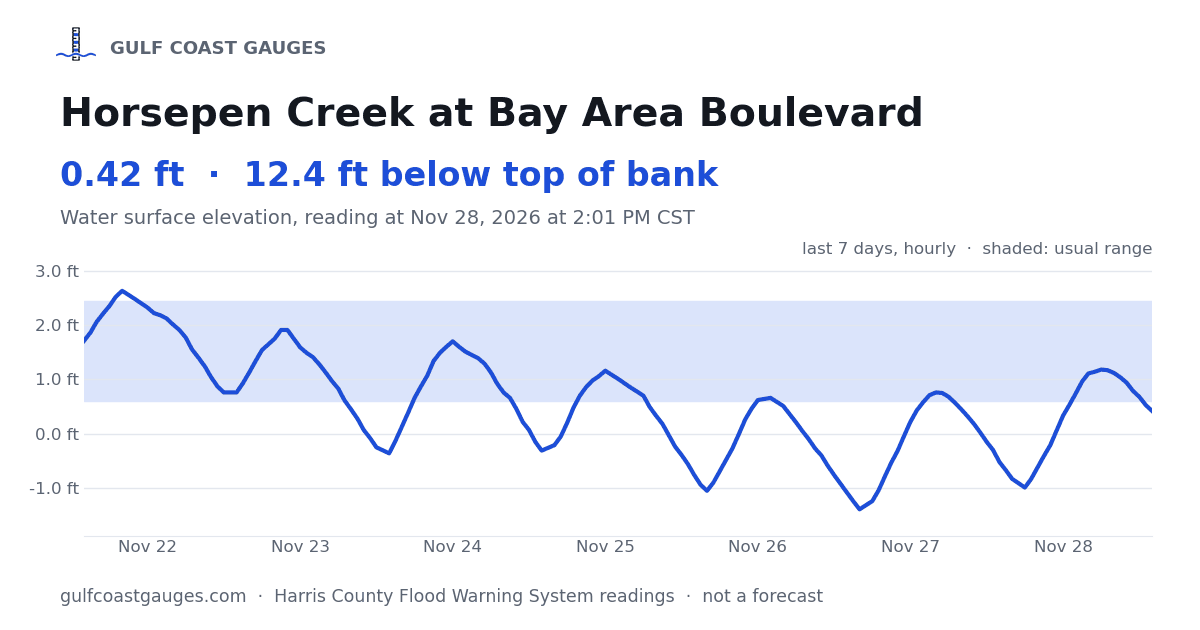 GULF COAST GAUGES
Horsepen Creek at Bay Area Boulevard
0.42 ft · 12.4 ft below top of bank
Water surface elevation, reading at Nov 28, 2026 at 2:01 PM CST
last 7 days, hourly · shaded: usual range
3.0 ft
2.0 ft
1.0 ft
0.0 ft
-1.0 ft
Nov 22 Nov 23 Nov 24 Nov 25 Nov 26 Nov 27 Nov 28
gulfcoastgauges.com · Harris County Flood Warning System readings · not a forecast